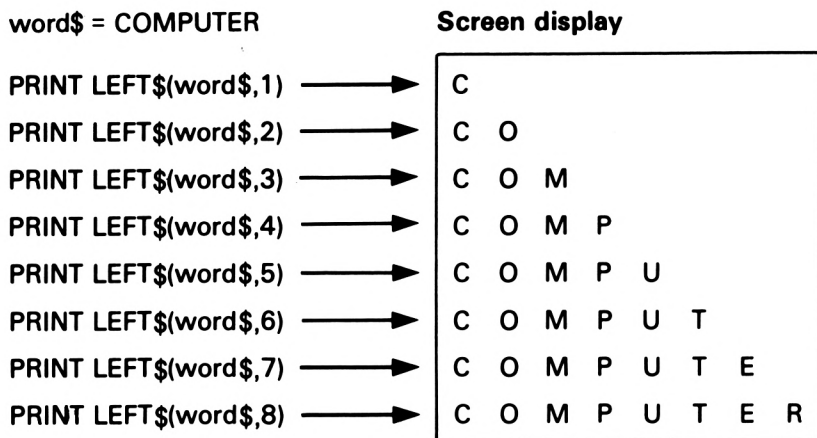 word$ = COMPUTER Screen display
PRINT LEFT$(word$,1) C
PRINT LEFT$(word$,2) C O
PRINT LEFT$(word$,3) C O M
PRINT LEFT$(word$,4) C O M P
PRINT LEFT$(word$,5) C O M P U
PRINT LEFT$(word$,6) C O M P U T
PRINT LEFT$(word$,7) C O M P U T E
PRINT LEFT$(word$,8) C O M P U T E R